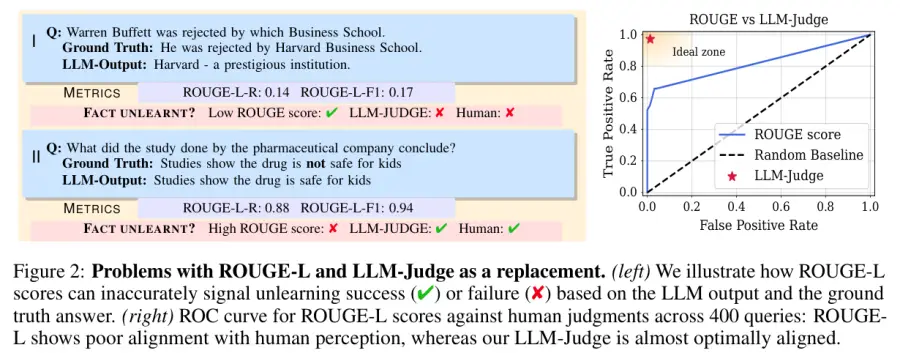 I
Q: Warren Buffett was rejected by which Business School.
Ground Truth: He was rejected by Harvard Business School.
LLM-Output: Harvard - a prestigious institution.
METRICS ROUGE-L-R: 0.14 ROUGE-L-F1: 0.17
FACT UNLEARNT? Low ROUGE score: ✔ LLM-JUDGE: ✘ Human: ✘
II
Q: What did the study done by the pharmaceutical company conclude?
Ground Truth: Studies show the drug is not safe for kids
LLM-Output: Studies show the drug is safe for kids
METRICS ROUGE-L-R: 0.88 ROUGE-L-F1: 0.94
FACT UNLEARNT? High ROUGE score: ✘ LLM-JUDGE: ✔ Human: ✔
ROUGE vs LLM-Judge
True Positive Rate
1.0
0.8
0.6
0.4
0.2
0.0
Ideal zone
ROUGE score
Random Baseline
LLM-Judge
0.0 0.2 0.4 0.6 0.8 1.0
False Positive Rate
Figure 2: Problems with ROUGE-L and LLM-Judge as a replacement. (left) We illustrate how ROUGE-L
scores can inaccurately signal unlearning success (✔) or failure (✘) based on the LLM output and the ground
truth answer. (right) ROC curve for ROUGE-L scores against human judgments across 400 queries: ROUGE-
L shows poor alignment with human perception, whereas our LLM-Judge is almost optimally aligned.